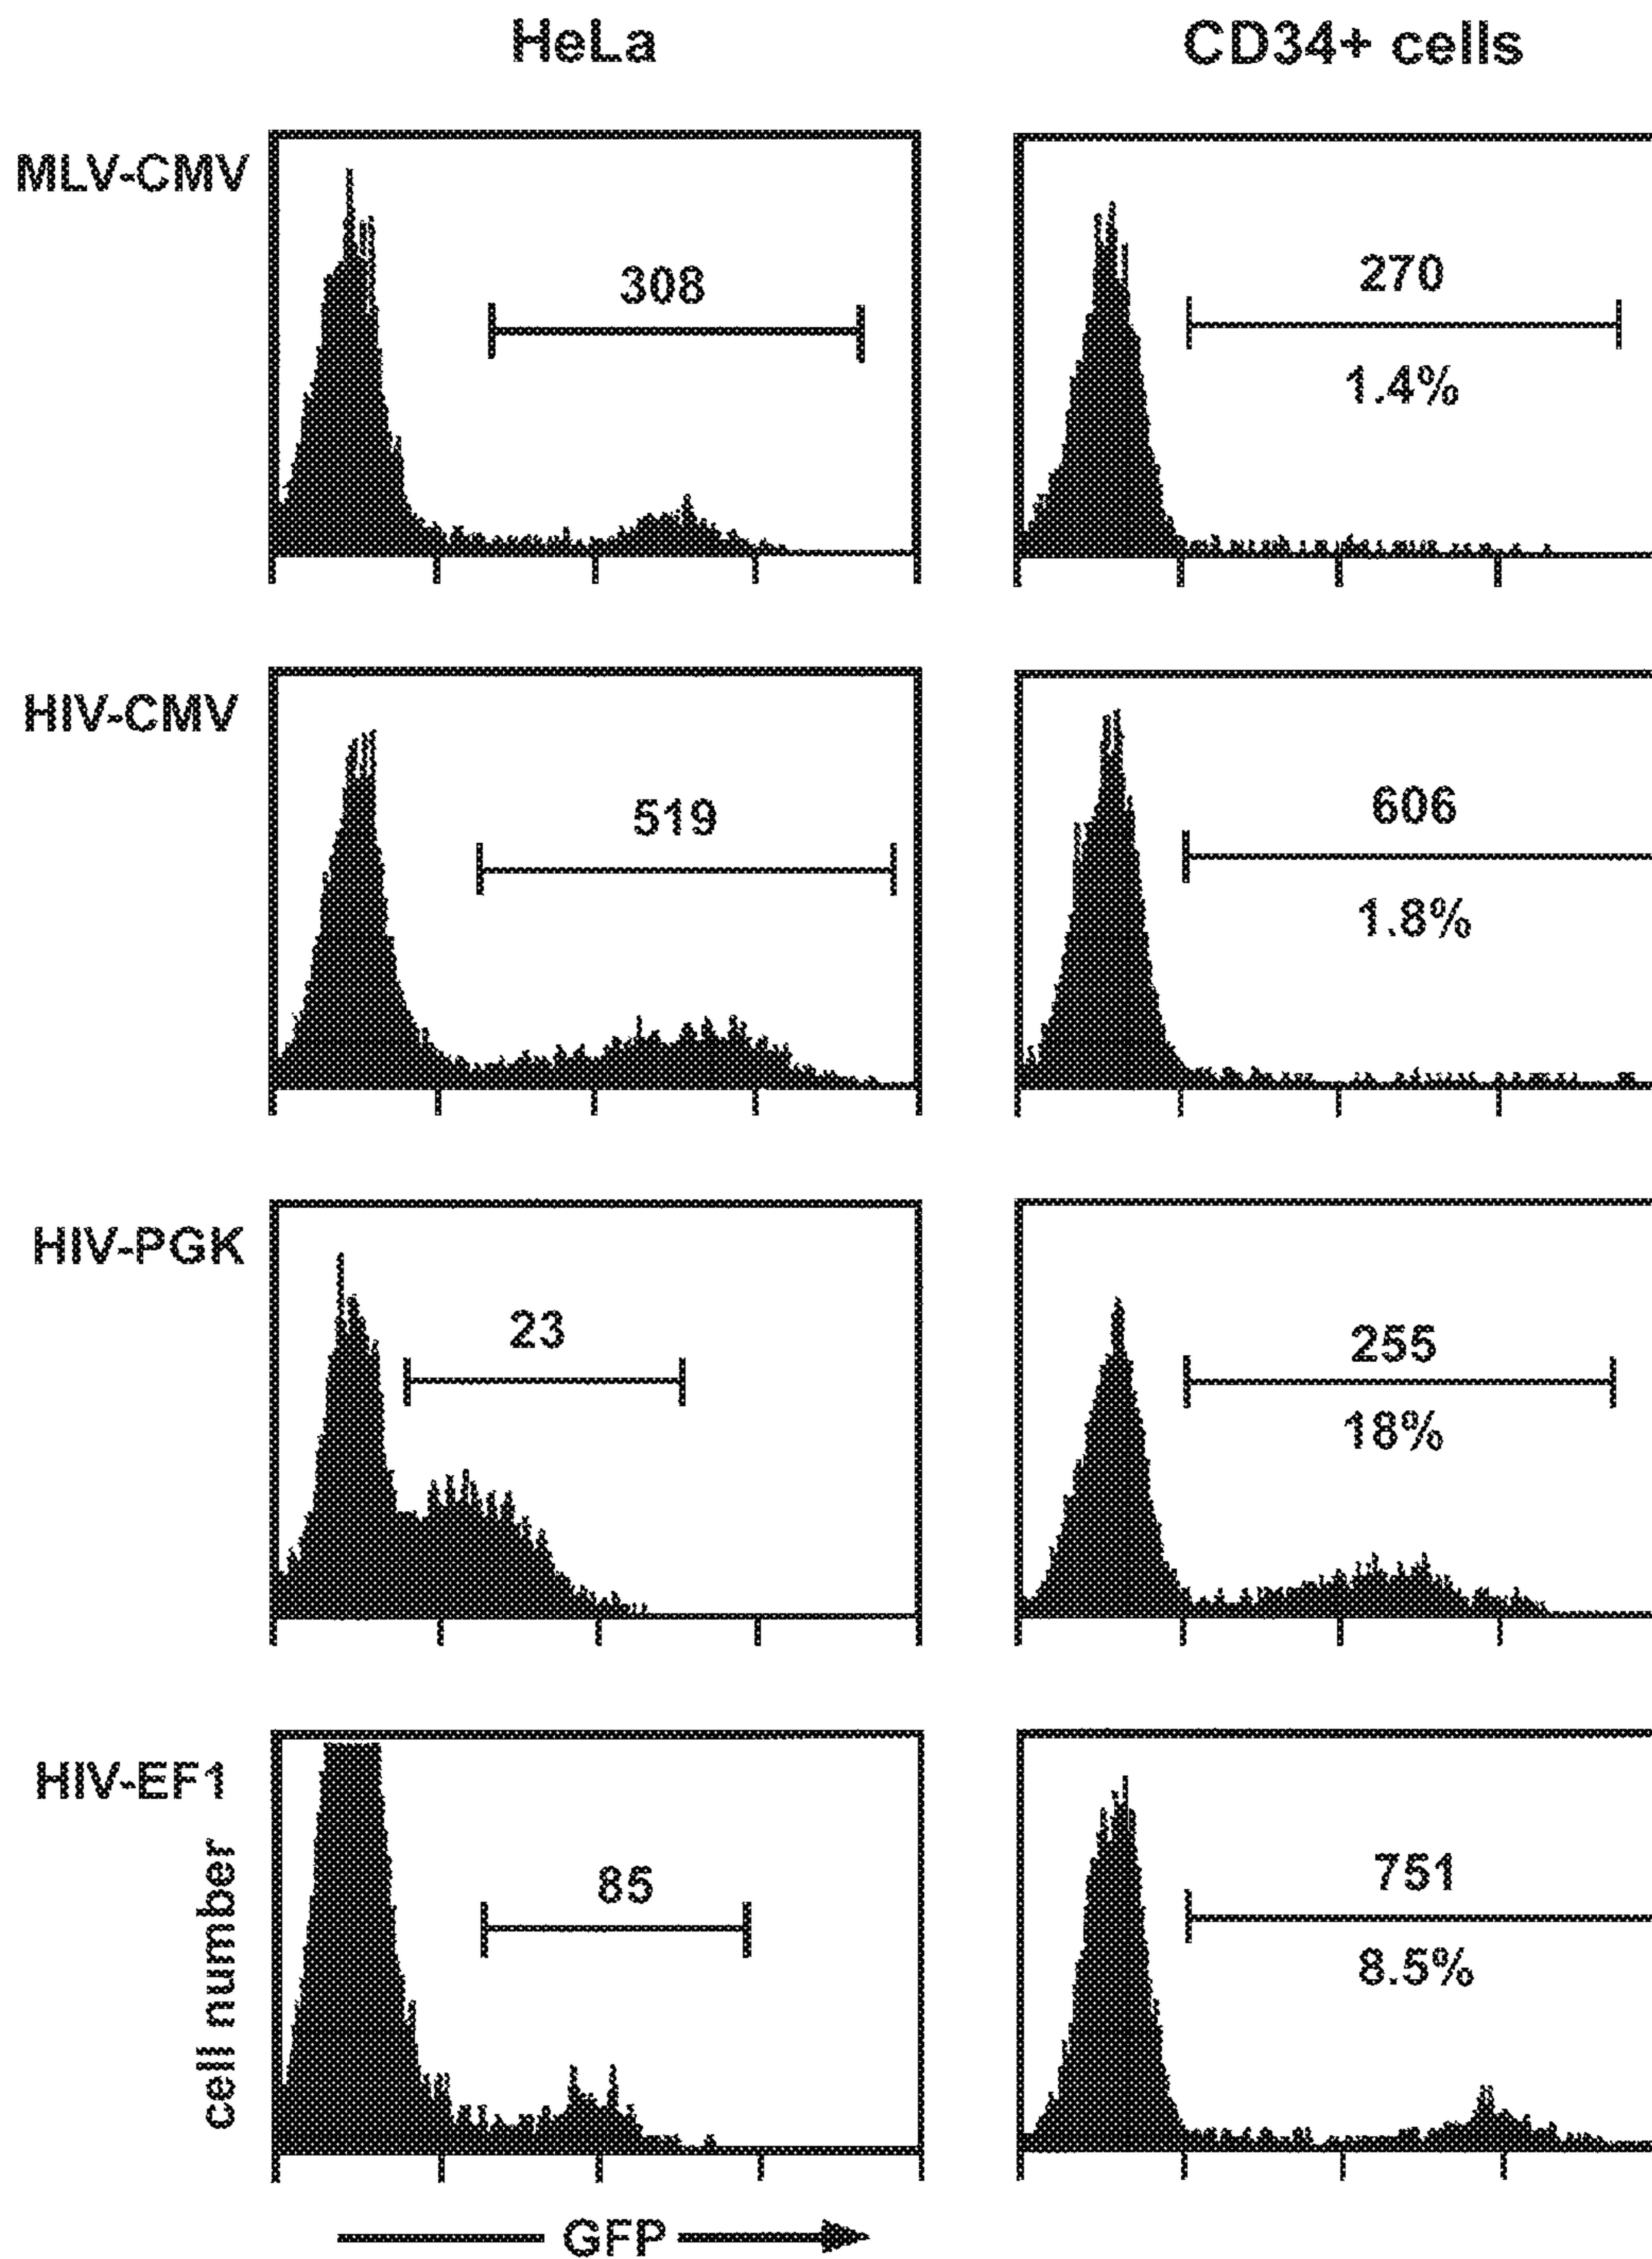 HeLa
CD34+ cells
MLV-CMV
308
270
1.4%
HIV-CMV
519
606
1.8%
HIV-PGK
23
255
18%
HIV-EF1
85
751
8.5%
cell number
GFP